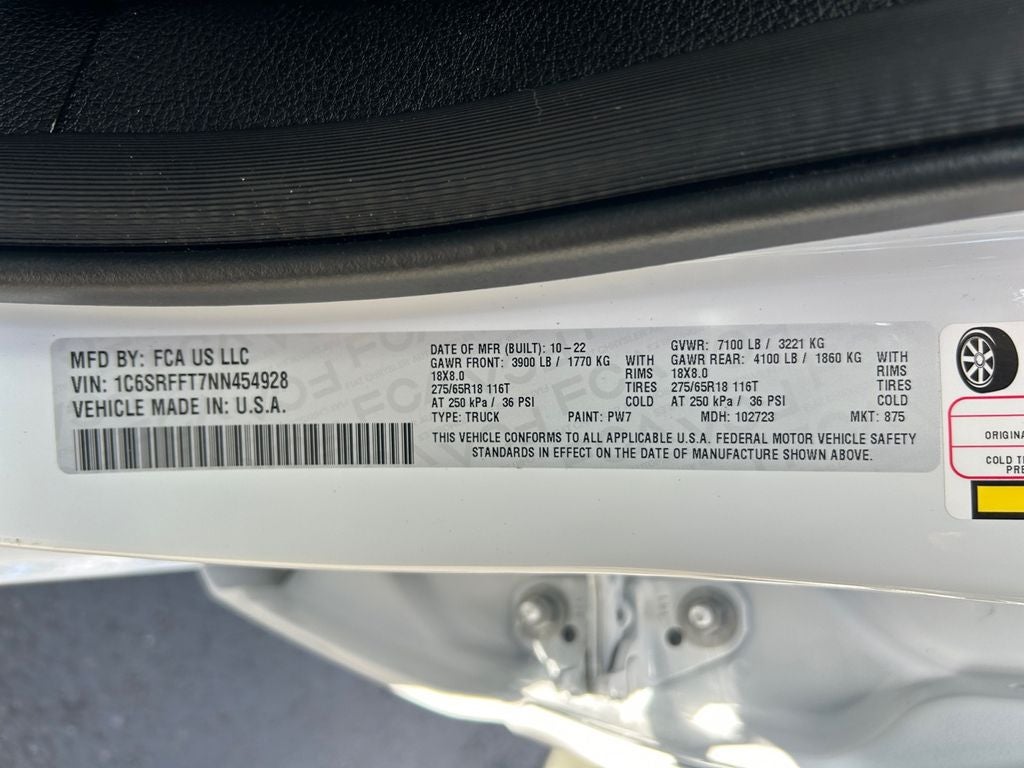 MFD BY: FCA US LLC
VIN: 1C6SRFFT7NN454928
VEHICLE MADE IN: U.S.A.
DATE OF MFR (BUILT): 10-22
GAWR FRONT: 3900 LB / 1770 KG WITH
18X8.0 RIMS
275/65R18 116T TIRES
AT 250 kPa / 36 PSI COLD
TYPE: TRUCK PAINT: PW7
GVWR: 7100 LB / 3221 KG
GAWR REAR: 4100 LB / 1860 KG WITH
18X8.0 RIMS
275/65R18 116T TIRES
AT 250 kPa / 36 PSI COLD
MDH: 102723 MKT: 875
THIS VEHICLE CONFORMS TO ALL APPLICABLE U.S.A. FEDERAL MOTOR VEHICLE SAFETY
STANDARDS IN EFFECT ON THE DATE OF MANUFACTURE SHOWN ABOVE.
ORIGINA
COLD T
PRE